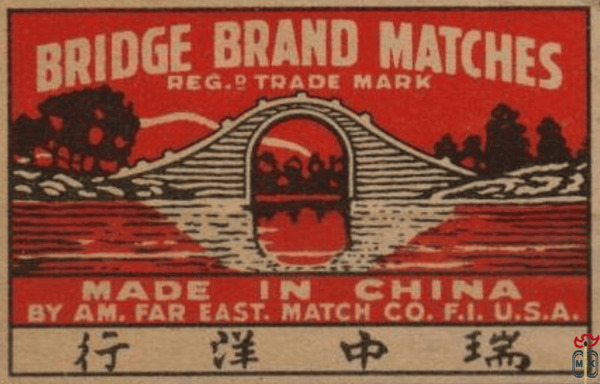 BRIDGE BRAND MATCHES
REG.D TRADE MARK
MADE IN CHINA
BY AM. FAR EAST. MATCH CO. F.I. U.S.A.
瑞中洋行
MK